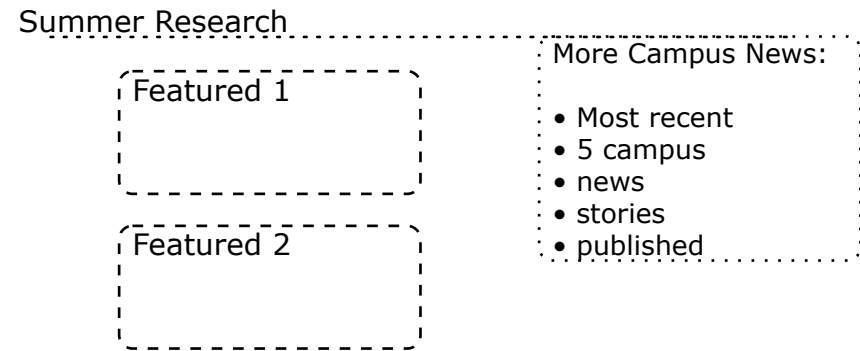 Summer Research
Featured 1
Featured 2
More Campus News:
• Most recent
• 5 campus
• news
• stories
• published